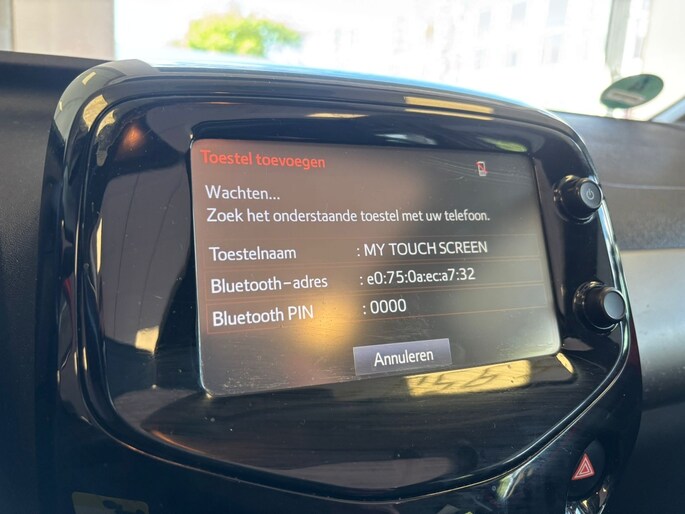 Toestel toevoegen
Wachten...
Zoek het onderstaande toestel met uw telefoon.
Toestelnaam : MY TOUCH SCREEN
Bluetooth-adres : e0:75:0a:ec:a7:32
Bluetooth PIN : 0000
Annuleren